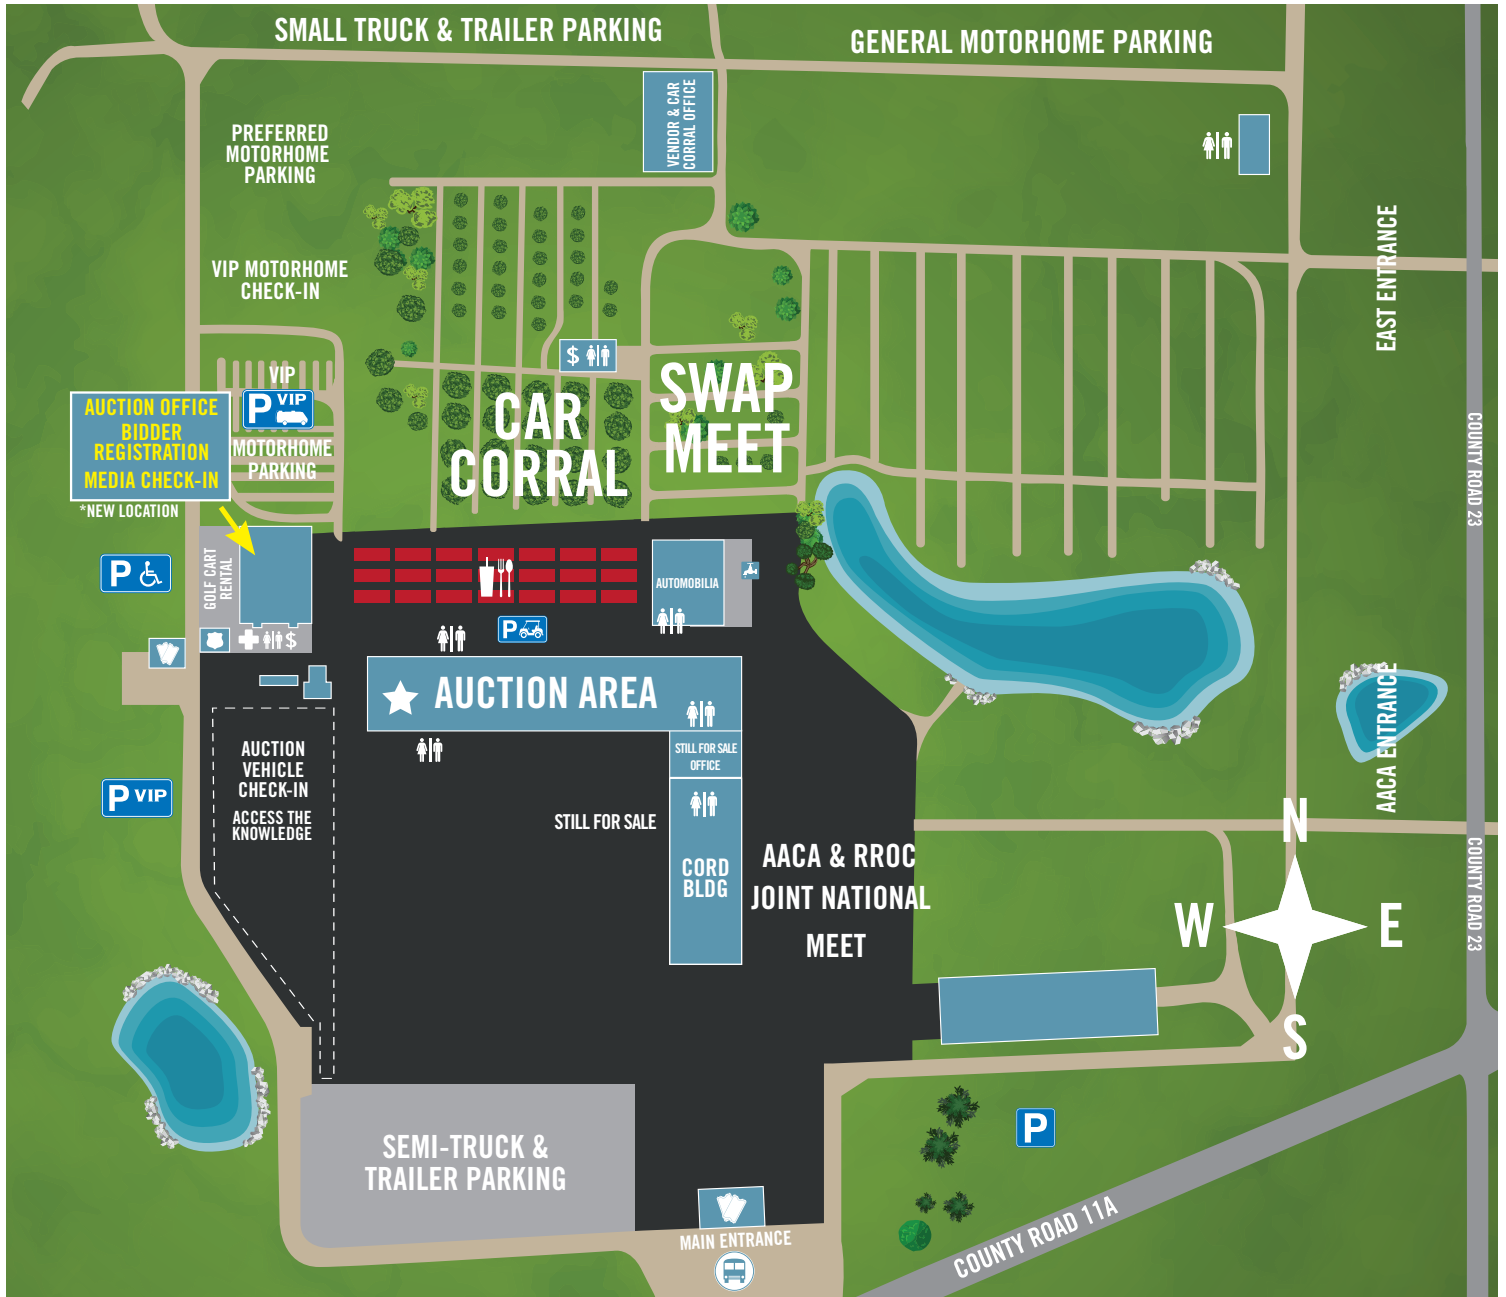 SMALL TRUCK & TRAILER PARKING
GENERAL MOTORHOME PARKING
VENDOR & CAR
CORRAL OFFICE
PREFERRED
MOTORHOME
PARKING
VIP MOTORHOME
CHECK-IN
EAST ENTRANCE
$
VIP
P VIP
MOTORHOME
PARKING
AUCTION OFFICE
BIDDER
REGISTRATION
MEDIA CHECK-IN
*NEW LOCATION
CAR
CORRAL
SWAP
MEET
COUNTY ROAD 23
GOLF CART
RENTAL
P
AUTOMOBILIA
$
P
AUCTION AREA
STILL FOR SALE
OFFICE
AUCTION
VEHICLE
CHECK-IN
ACCESS THE
KNOWLEDGE
P VIP
STILL FOR SALE
CORD
BLDG
AACA & RROC
JOINT NATIONAL
MEET
AACA ENTRANCE
COUNTY ROAD 23
N
W
E
S
P
SEMI-TRUCK &
TRAILER PARKING
MAIN ENTRANCE
COUNTY ROAD 11A